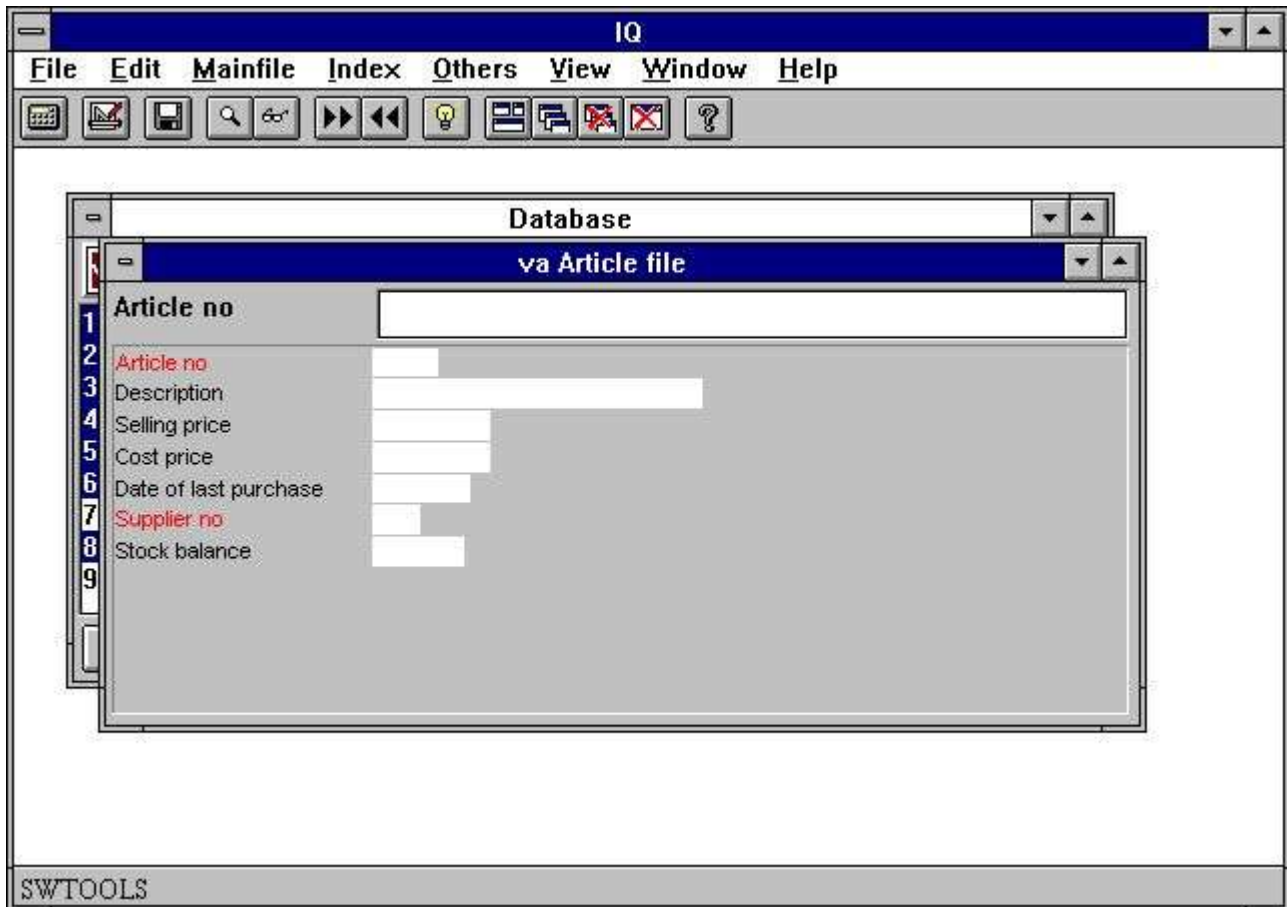 IQ
File Edit Mainfile Index Others View Window Help
Database
va Article file
Article no
1
2 Article no
3 Description
4 Selling price
5 Cost price
6 Date of last purchase
7 Supplier no
8 Stock balance
9
SWTOOLS